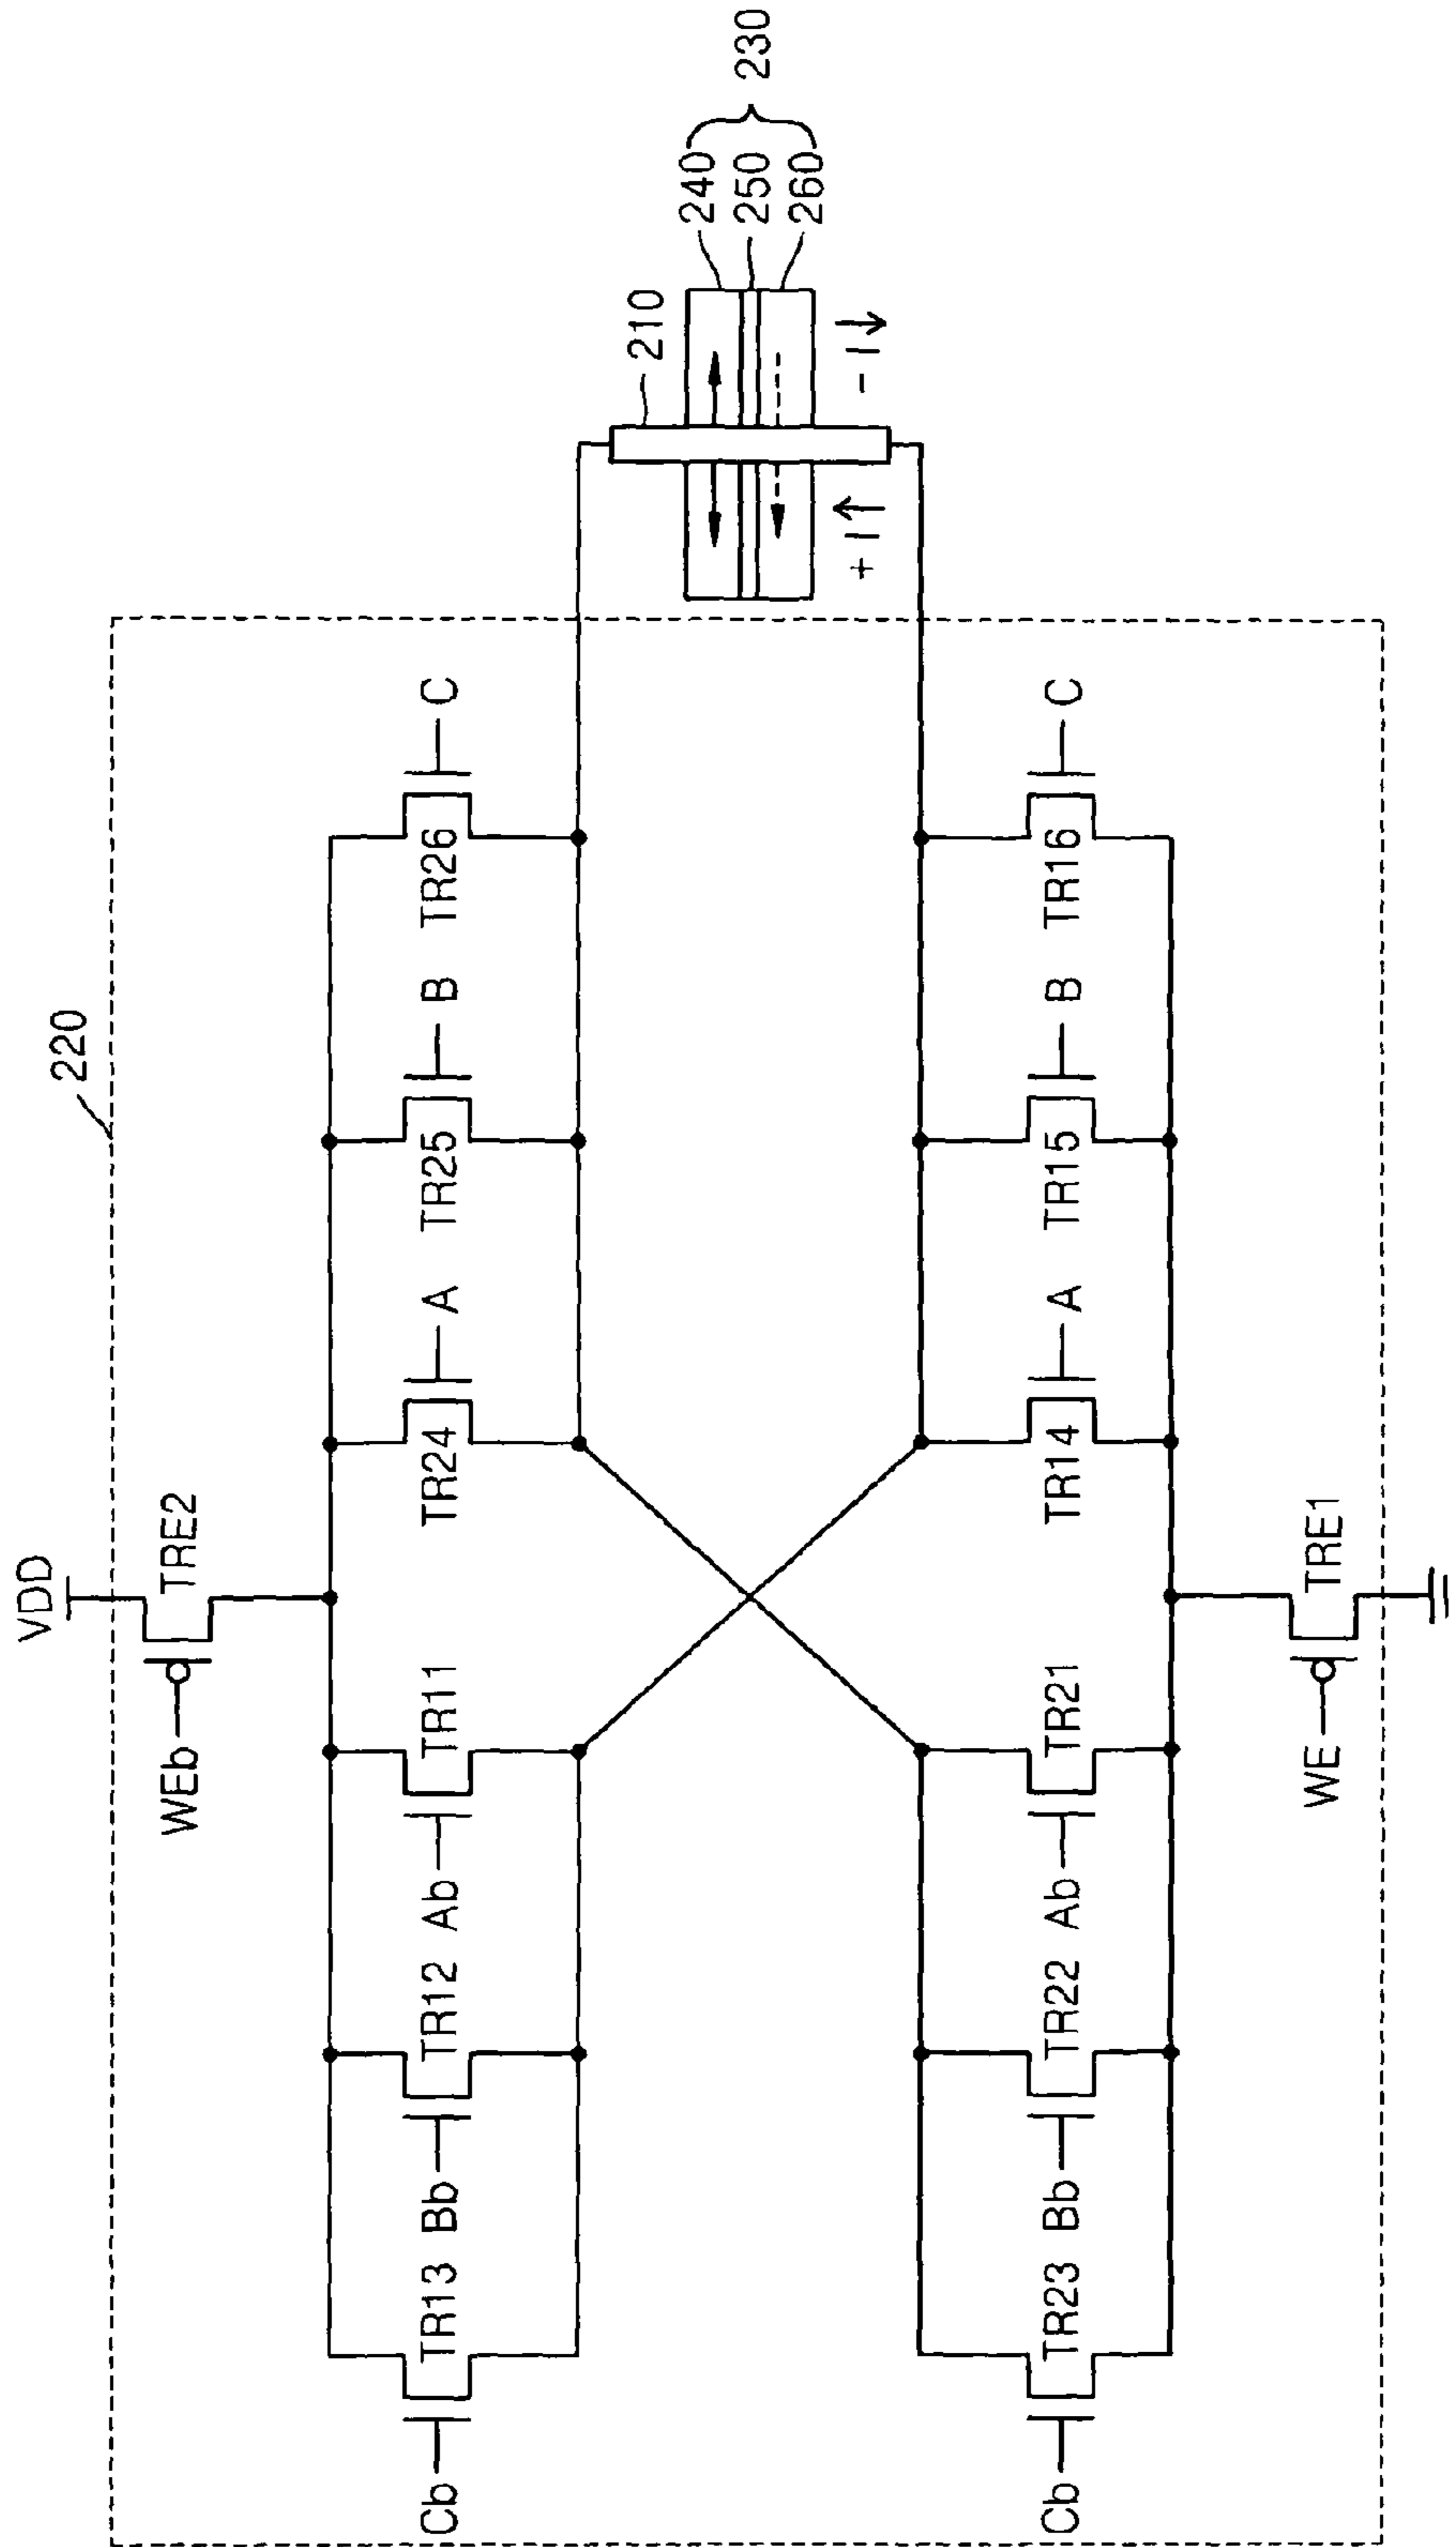 VDD
220
WEb TRE2
Cb TR13 Bb TR12 Ab TR11 TR24 A TR25 B TR26 C
210
240
250 230
260
+I -I
Cb TR23 Bb TR22 Ab TR21 TR14 A TR15 B TR16 C
WE TRE1